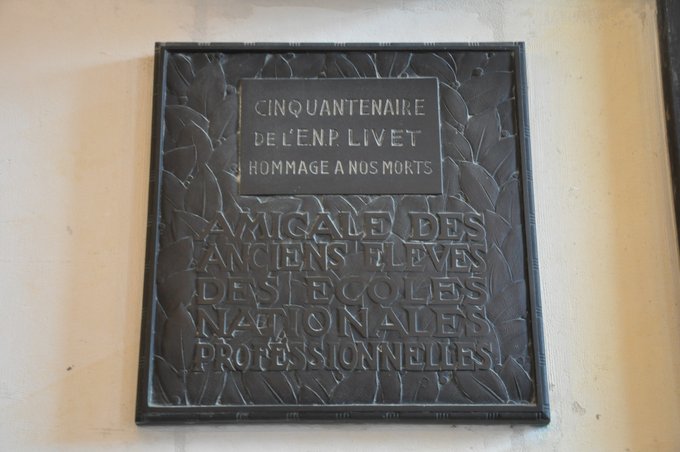 CINQUANTENAIRE
DE L'E.N.P. LIVET
HOMMAGE A NOS MORTS
AMICALE DES
ANCIENS ELEVES
DES ECOLES
NATIONALES
PROFESSIONNELLES